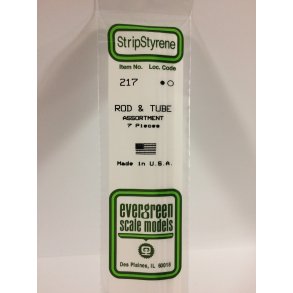 StripStyrene
Item No. Loc. Code
217
ROD & TUBE
ASSORTMENT
7 Pieces
Made in U.S.A.
evergreen
scale models
Des Plaines, IL 60018